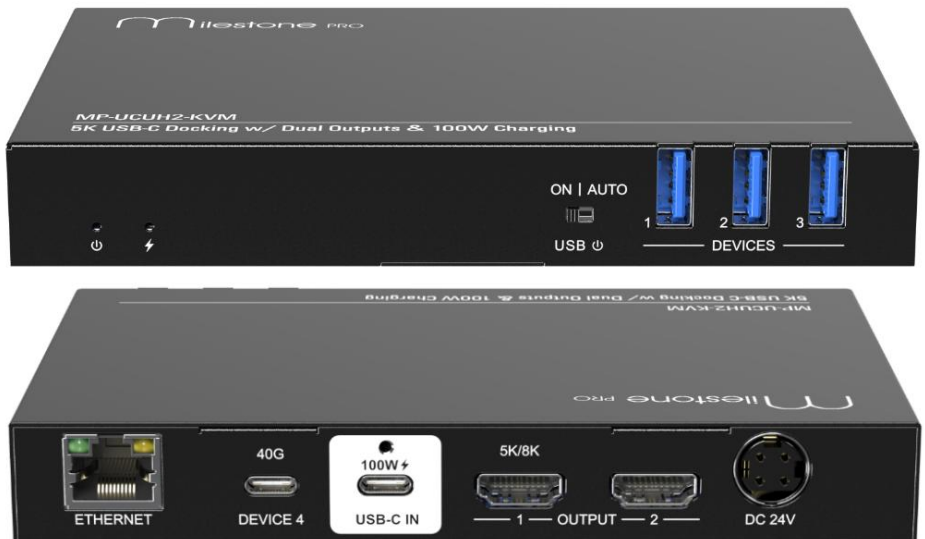 Milestone PRO
MP-UCUH2-KVM
5K USB-C Docking w/ Dual Outputs & 100W Charging
ON | AUTO
USB
1 2 3
DEVICES
5K USB-C Docking w/ Dual Outputs & 100W Charging
MP-UCUH2-KVM
Milestone PRO
40G
100W
5K/8K
ETHERNET
DEVICE 4
USB-C IN
1 OUTPUT 2
DC 24V